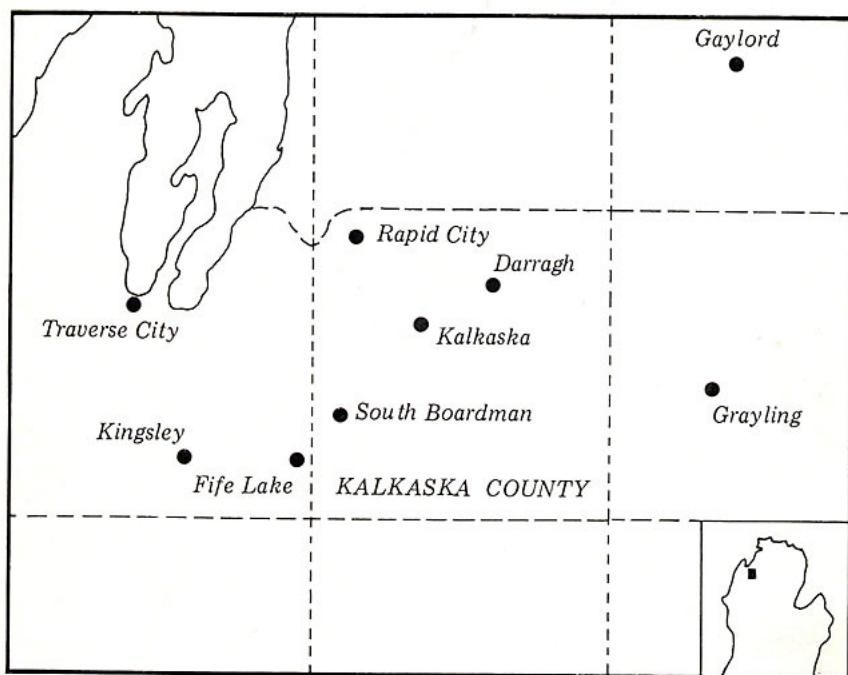 Gaylord
Rapid City
Darragh
Traverse City
Kalkaska
South Boardman
Grayling
Kingsley
Fife Lake
KALKASKA COUNTY